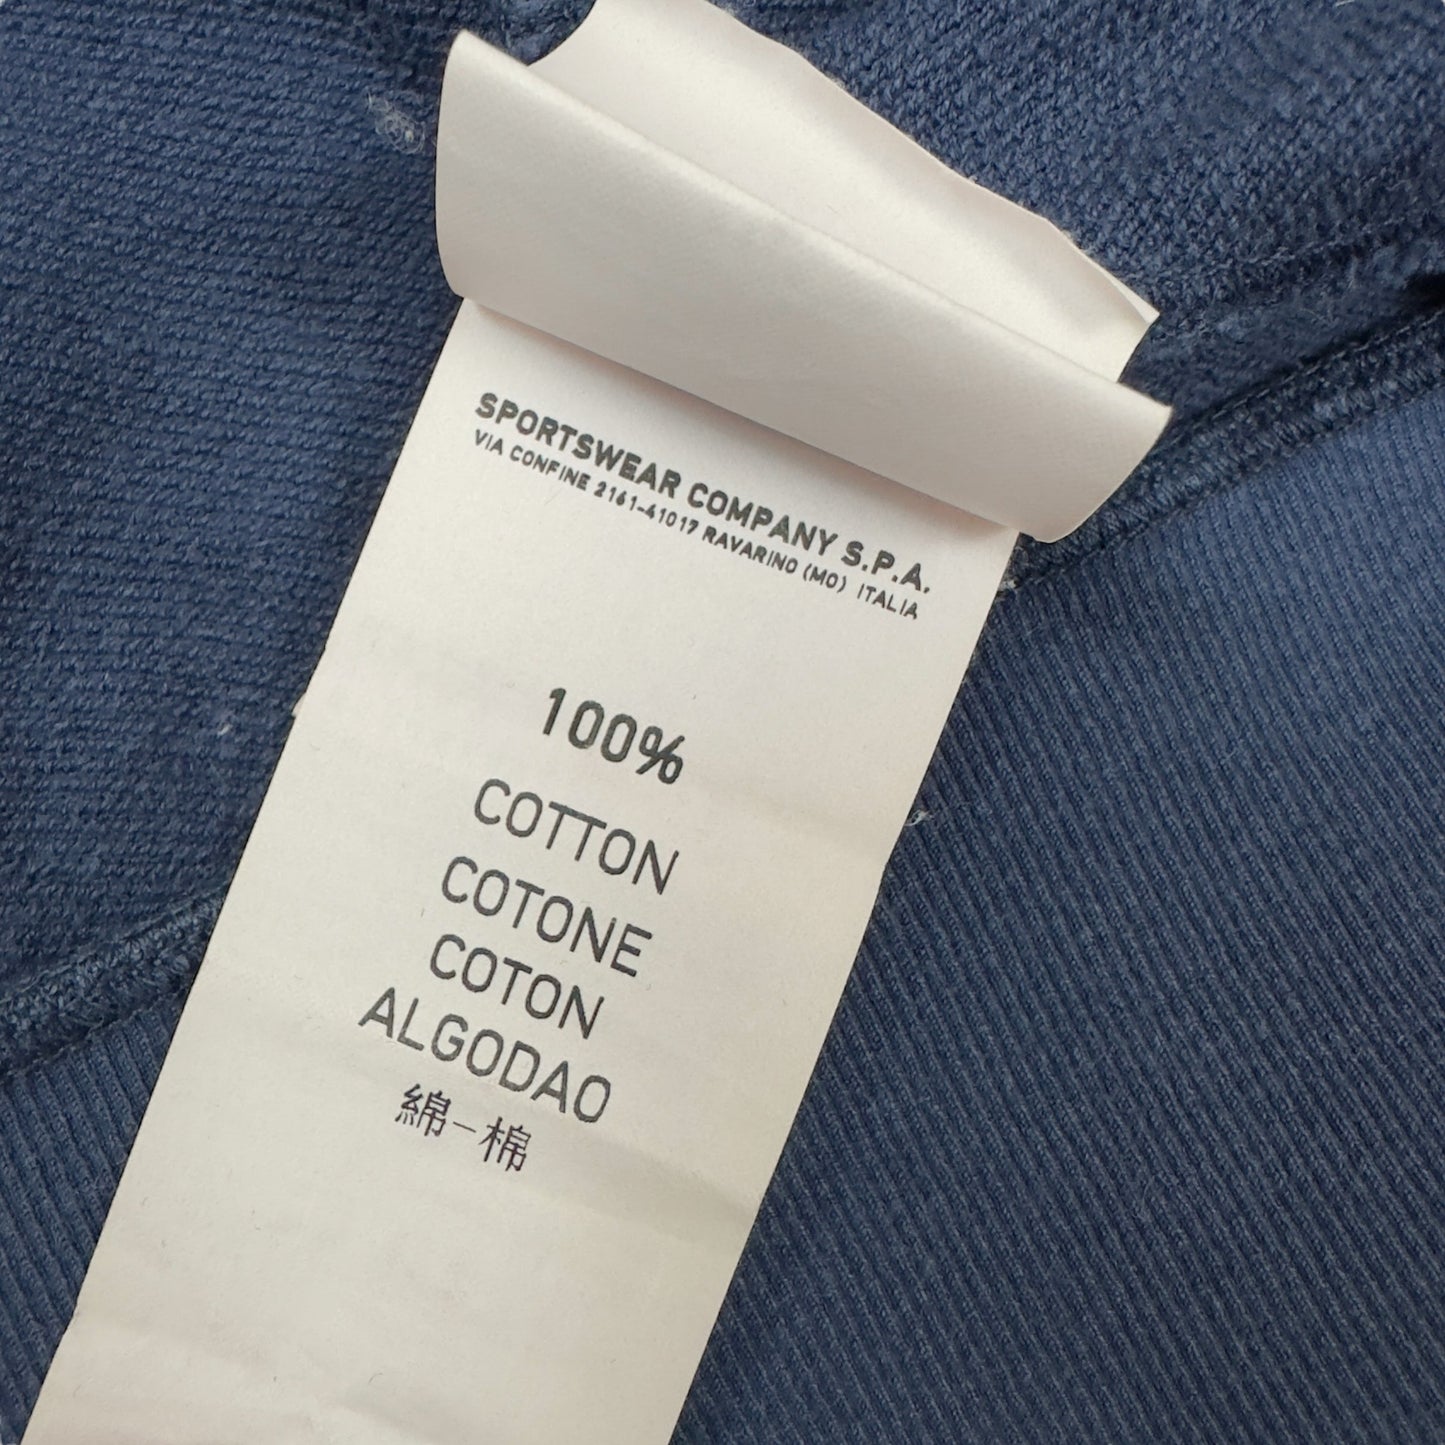 SPORTSWEAR COMPANY S.P.A.
VIA CONFINE 2161-41017 RAVARINO (MO) ITALIA
100%
COTTON
COTONE
COTON
ALGODAO
綿-棉